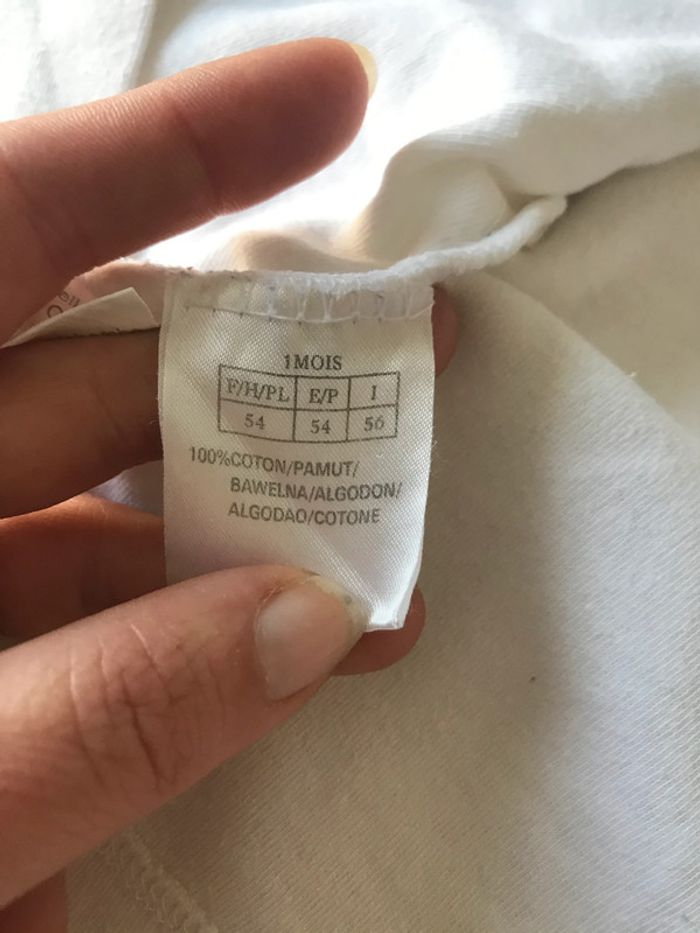 1MOIS
F/H/PL E/P I
54 54 56
100%COTON/PAMUT/
BAWELNA/ALGODON/
ALGODAO/COTONE